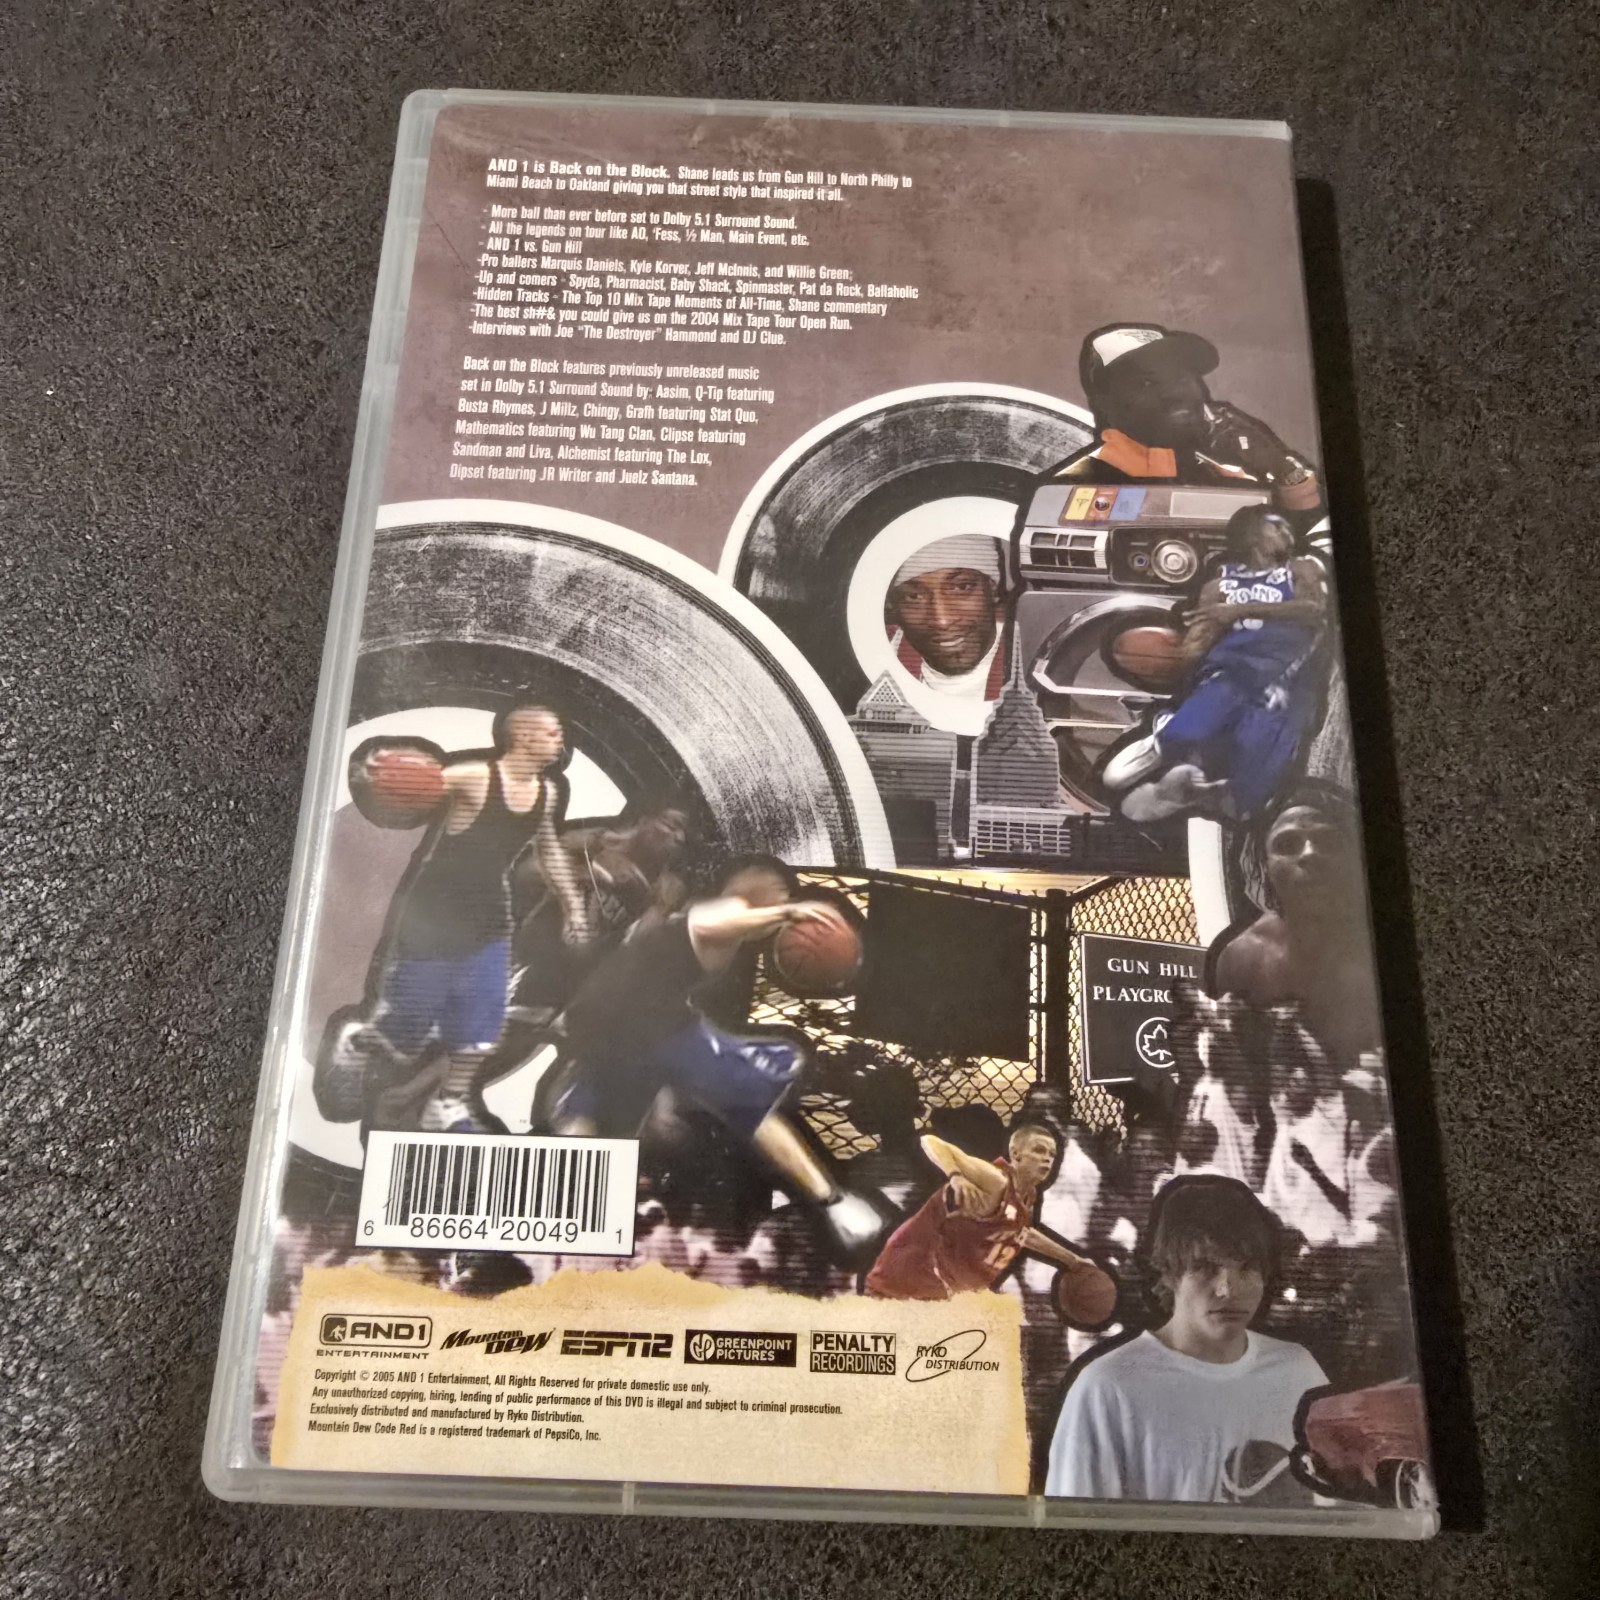 AND 1 is Back on the Block. Shane leads us from Gun Hill to North Philly to
Miami Beach to Oakland giving you that street style that inspired it all.
- More ball than ever before set to Dolby 5.1 Surround Sound.
- All the legends on tour like AO, 'Fess, ½ Man, Main Event, etc.
- AND 1 vs. Gun Hill
-Pro ballers Marquis Daniels, Kyle Korver, Jeff McInnis, and Willie Green;
-Up and comers - Spyda, Pharmacist, Baby Shack, Spinmaster, Pat da Rock, Ballaholic
-Hidden Tracks - The Top 10 Mix Tape Moments of All-Time, Shane commentary
-The best sh#& you could give us on the 2004 Mix Tape Tour Open Run.
-Interviews with Joe "The Destroyer" Hammond and DJ Clue.
Back on the Block features previously unreleased music
set in Dolby 5.1 Surround Sound by: Aasim, Q-Tip featuring
Busta Rhymes, J Millz, Chingy, Grafh featuring Stat Quo,
Mathematics featuring Wu Tang Clan, Clipse featuring
Sandman and Liva, Alchemist featuring The Lox,
Dipset featuring JR Writer and Juelz Santana.
GUN HILL
PLAYGRO
6 86664 20049 1
AND1 ENTERTAINMENT Mountain Dew ESPN2 GP GREENPOINT PICTURES PENALTY RECORDINGS RYKO DISTRIBUTION
Copyright © 2005 AND 1 Entertainment, All Rights Reserved for private domestic use only.
Any unauthorized copying, hiring, lending of public performance of this DVD is illegal and subject to criminal prosecution.
Exclusively distributed and manufactured by Ryko Distribution.
Mountain Dew Code Red is a registered trademark of PepsiCo, Inc.